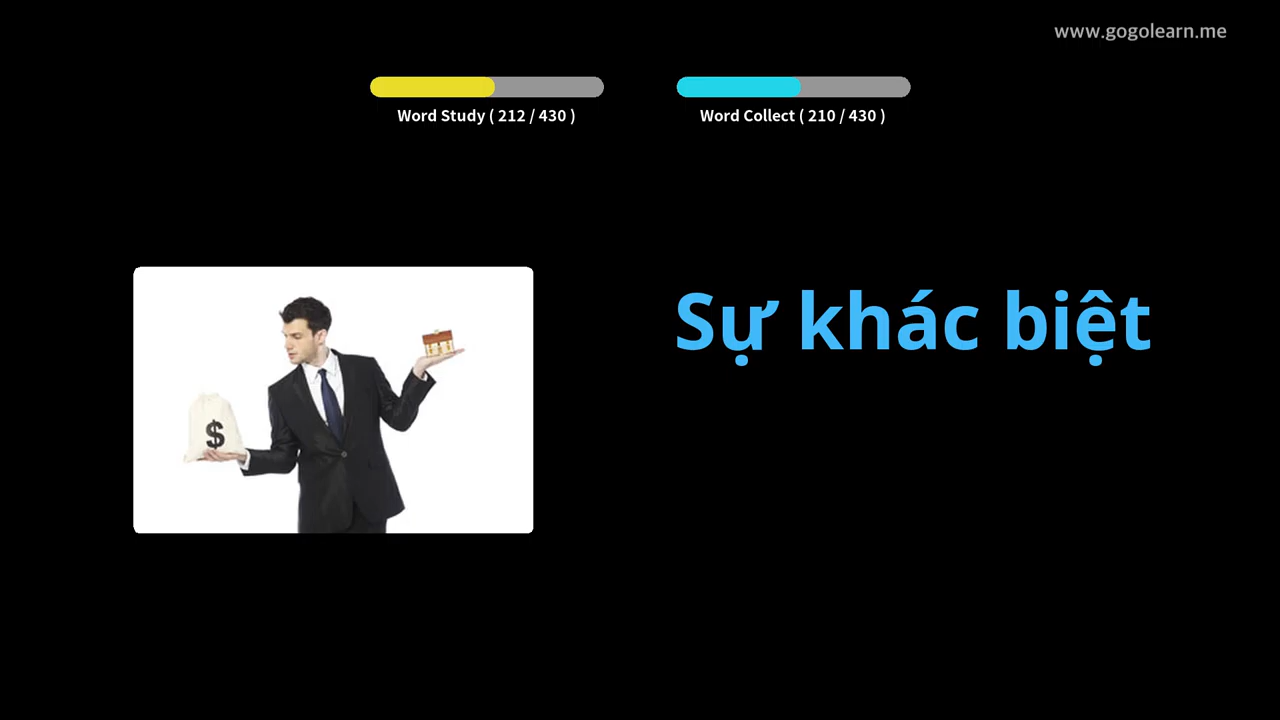 www.gogolearn.me
Word Study ( 212 / 430 )
Word Collect ( 210 / 430 )
Sự khác biệt
$